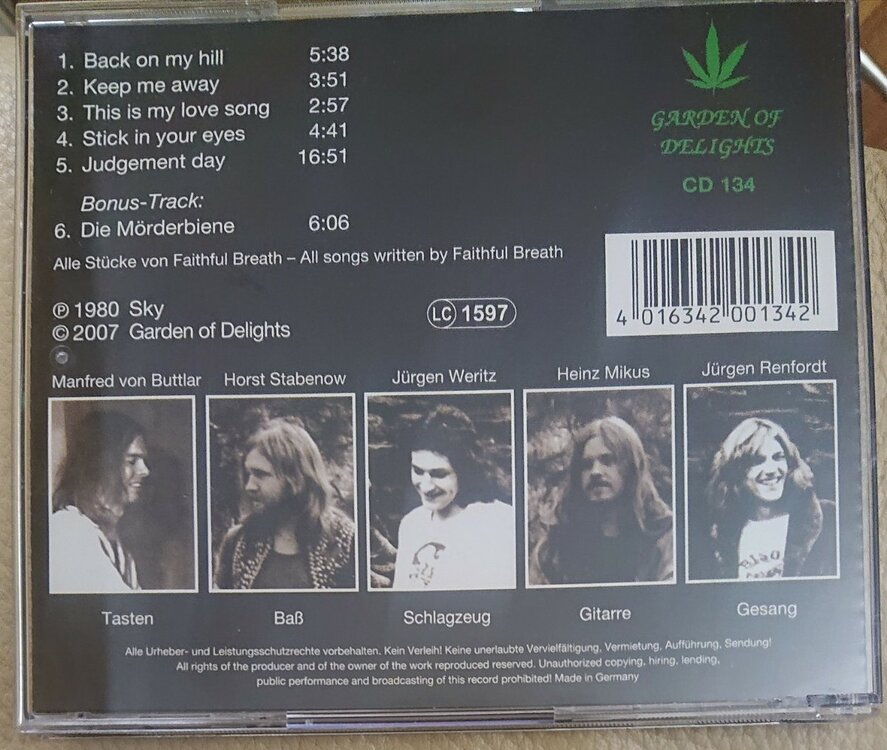 1. Back on my hill 5:38
2. Keep me away 3:51
3. This is my love song 2:57
4. Stick in your eyes 4:41
5. Judgement day 16:51
Bonus-Track:
6. Die Mörderbiene 6:06
Alle Stücke von Faithful Breath – All songs written by Faithful Breath
GARDEN OF
DELIGHTS
CD 134
4 016342 001342
℗ 1980 Sky
© 2007 Garden of Delights
LC 1597
Manfred von Buttlar Horst Stabenow Jürgen Weritz Heinz Mikus Jürgen Renfordt
Tasten Baß Schlagzeug Gitarre Gesang
Alle Urheber- und Leistungsschutzrechte vorbehalten. Kein Verleih! Keine unerlaubte Vervielfältigung, Vermietung, Aufführung, Sendung!
All rights of the producer and of the owner of the work reproduced reserved. Unauthorized copying, hiring, lending,
public performance and broadcasting of this record prohibited! Made in Germany